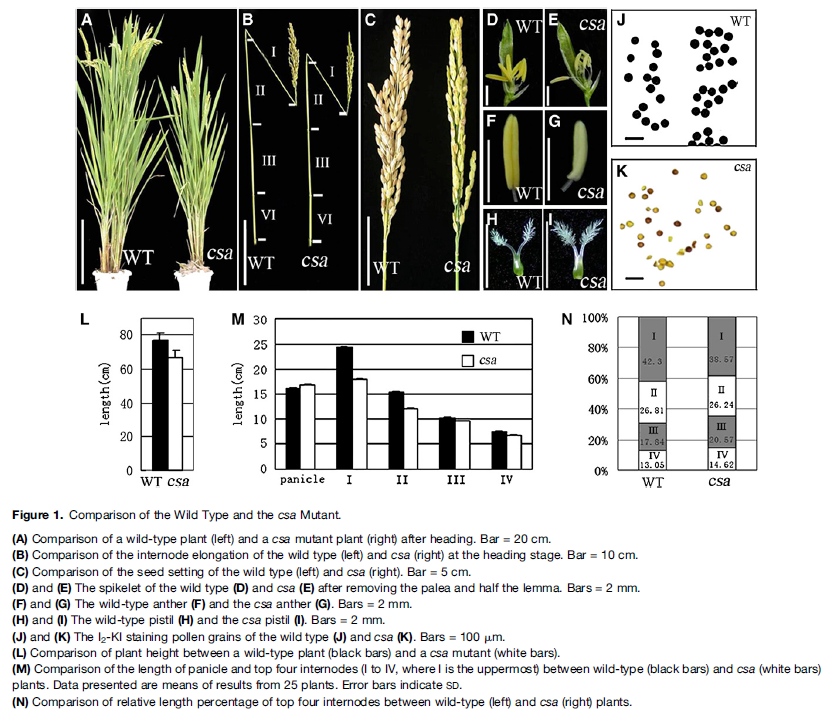 A B C D WT E csa J WT
I I
II II
III III
VI VI
WT csa WT csa WT csa
F WT G csa K csa
H WT I csa
L M N
80
60
40
20
0
length(cm)
WT csa
30
25
20
15
10
5
0
length(cm)
WT
csa
panicle I II III IV
100%
80%
60%
40%
20%
0%
I I
42.3 38.57
II II
26.81 26.24
III III
17.84 20.57
IV IV
13.05 14.62
WT csa
Figure 1. Comparison of the Wild Type and the csa Mutant.
(A) Comparison of a wild-type plant (left) and a csa mutant plant (right) after heading. Bar = 20 cm.
(B) Comparison of the internode elongation of the wild type (left) and csa (right) at the heading stage. Bar = 10 cm.
(C) Comparison of the seed setting of the wild type (left) and csa (right). Bar = 5 cm.
(D) and (E) The spikelet of the wild type (D) and csa (E) after removing the palea and half the lemma. Bars = 2 mm.
(F) and (G) The wild-type anther (F) and the csa anther (G). Bars = 2 mm.
(H) and (I) The wild-type pistil (H) and the csa pistil (I). Bars = 2 mm.
(J) and (K) The I₂-KI staining pollen grains of the wild type (J) and csa (K). Bars = 100 μm.
(L) Comparison of plant height between a wild-type plant (black bars) and a csa mutant (white bars).
(M) Comparison of the length of panicle and top four internodes (I to IV, where I is the uppermost) between wild-type (black bars) and csa (white bars)
plants. Data presented are means of results from 25 plants. Error bars indicate SD.
(N) Comparison of relative length percentage of top four internodes between wild-type (left) and csa (right) plants.